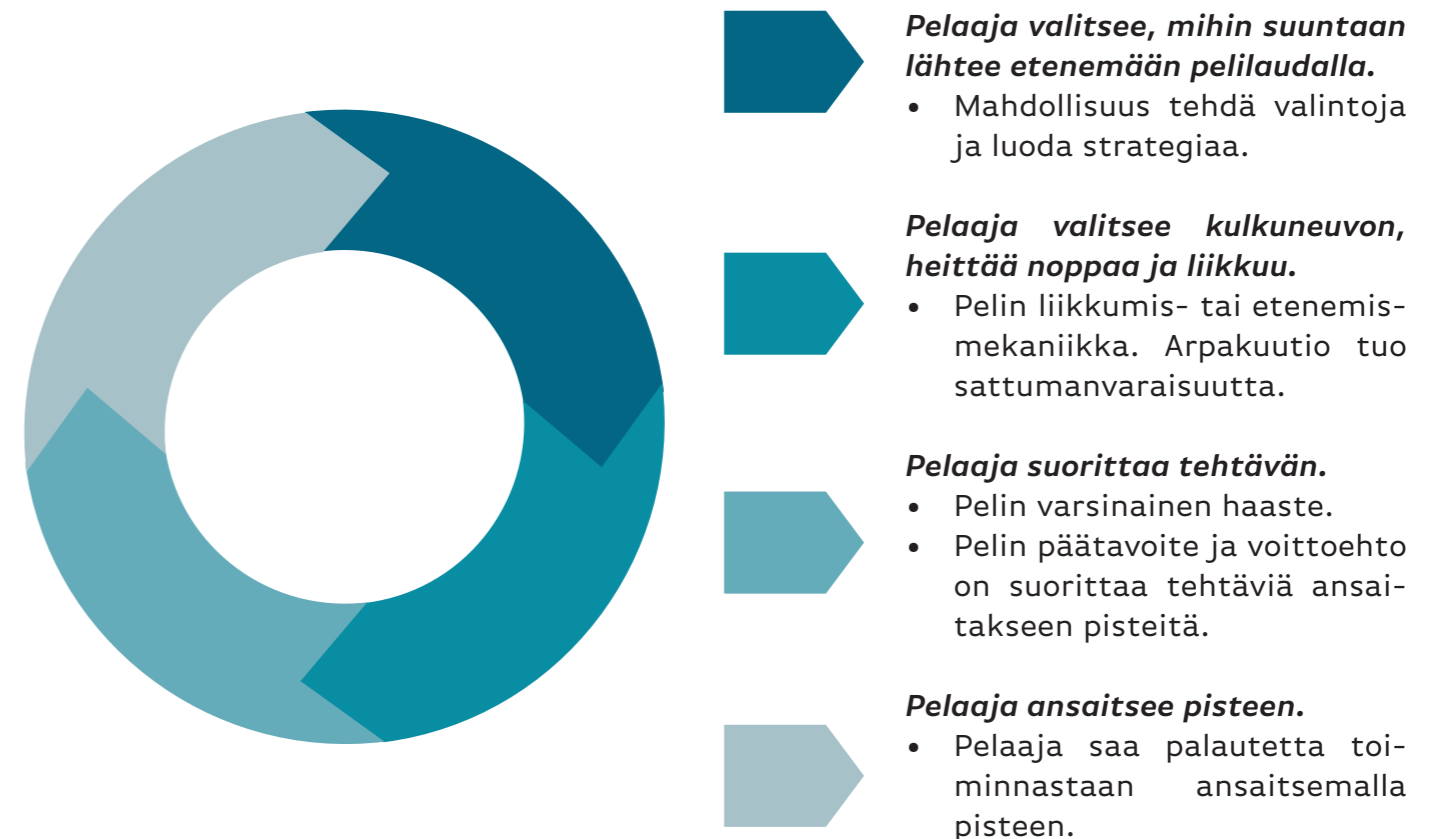 Pelaaja valitsee, mihin suuntaan
lähtee etenemään pelilaudalla.
• Mahdollisuus tehdä valintoja
ja luoda strategiaa.
Pelaaja valitsee kulkuneuvon,
heittää noppaa ja liikkuu.
• Pelin liikkumis- tai etenemis-
mekaniikka. Arpakuutio tuo
sattumanvaraisuutta.
Pelaaja suorittaa tehtävän.
• Pelin varsinainen haaste.
• Pelin päätavoite ja voittoehto
on suorittaa tehtäviä ansai-
takseen pisteitä.
Pelaaja ansaitsee pisteen.
• Pelaaja saa palautetta toi-
minnastaan ansaitsemalla
pisteen.